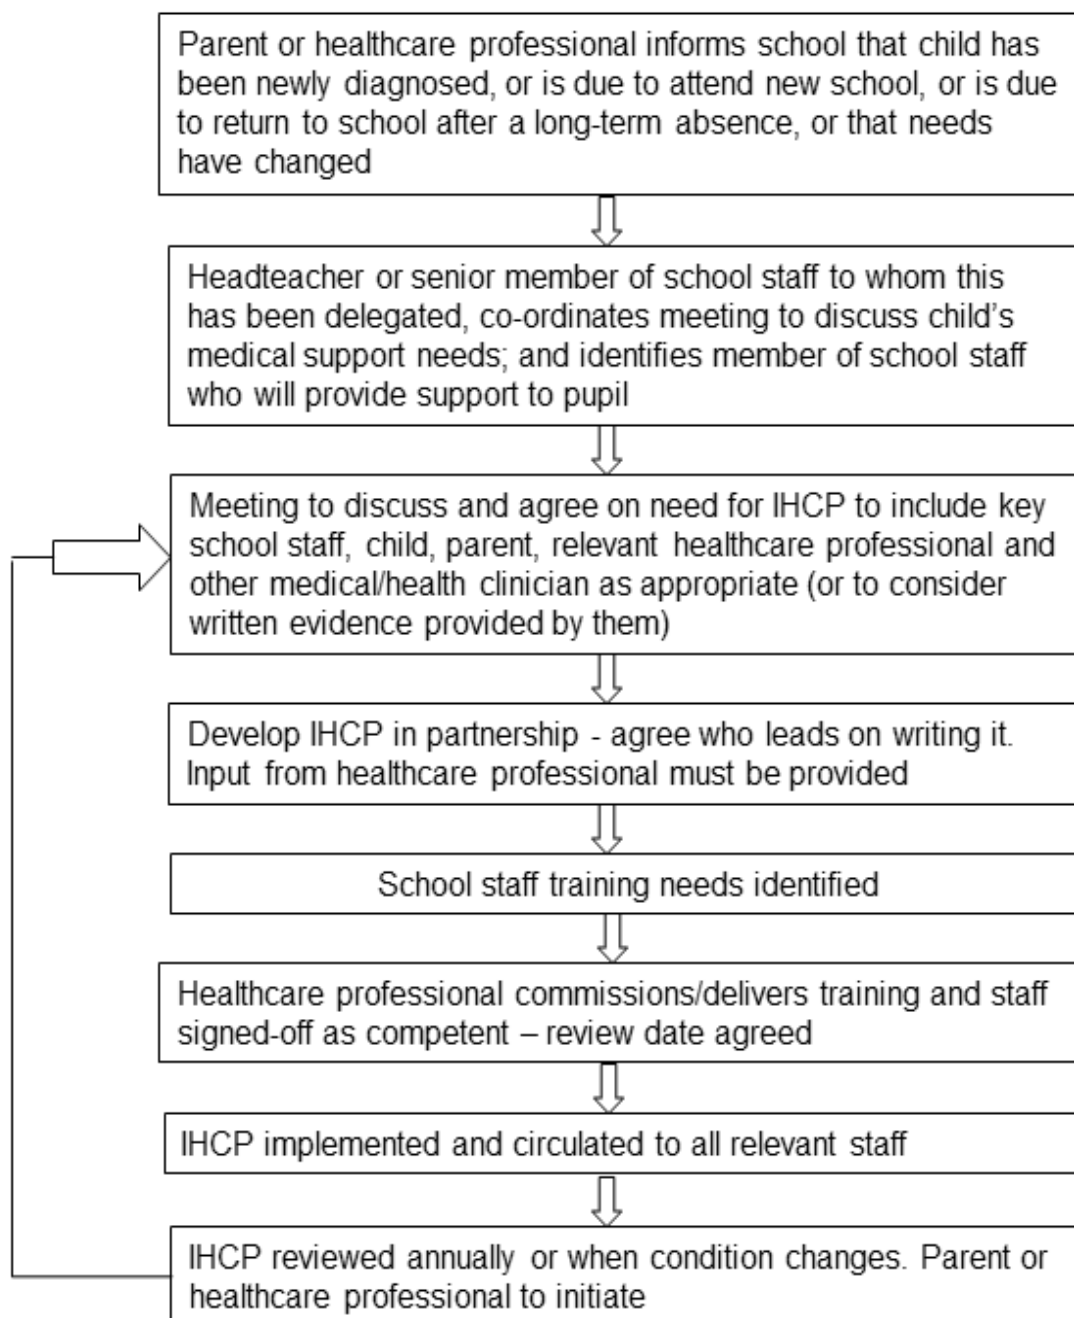 Parent or healthcare professional informs school that child has
been newly diagnosed, or is due to attend new school, or is due
to return to school after a long-term absence, or that needs
have changed
Headteacher or senior member of school staff to whom this
has been delegated, co-ordinates meeting to discuss child’s
medical support needs; and identifies member of school staff
who will provide support to pupil
Meeting to discuss and agree on need for IHCP to include key
school staff, child, parent, relevant healthcare professional and
other medical/health clinician as appropriate (or to consider
written evidence provided by them)
Develop IHCP in partnership - agree who leads on writing it.
Input from healthcare professional must be provided
School staff training needs identified
Healthcare professional commissions/delivers training and staff
signed-off as competent – review date agreed
IHCP implemented and circulated to all relevant staff
IHCP reviewed annually or when condition changes. Parent or
healthcare professional to initiate